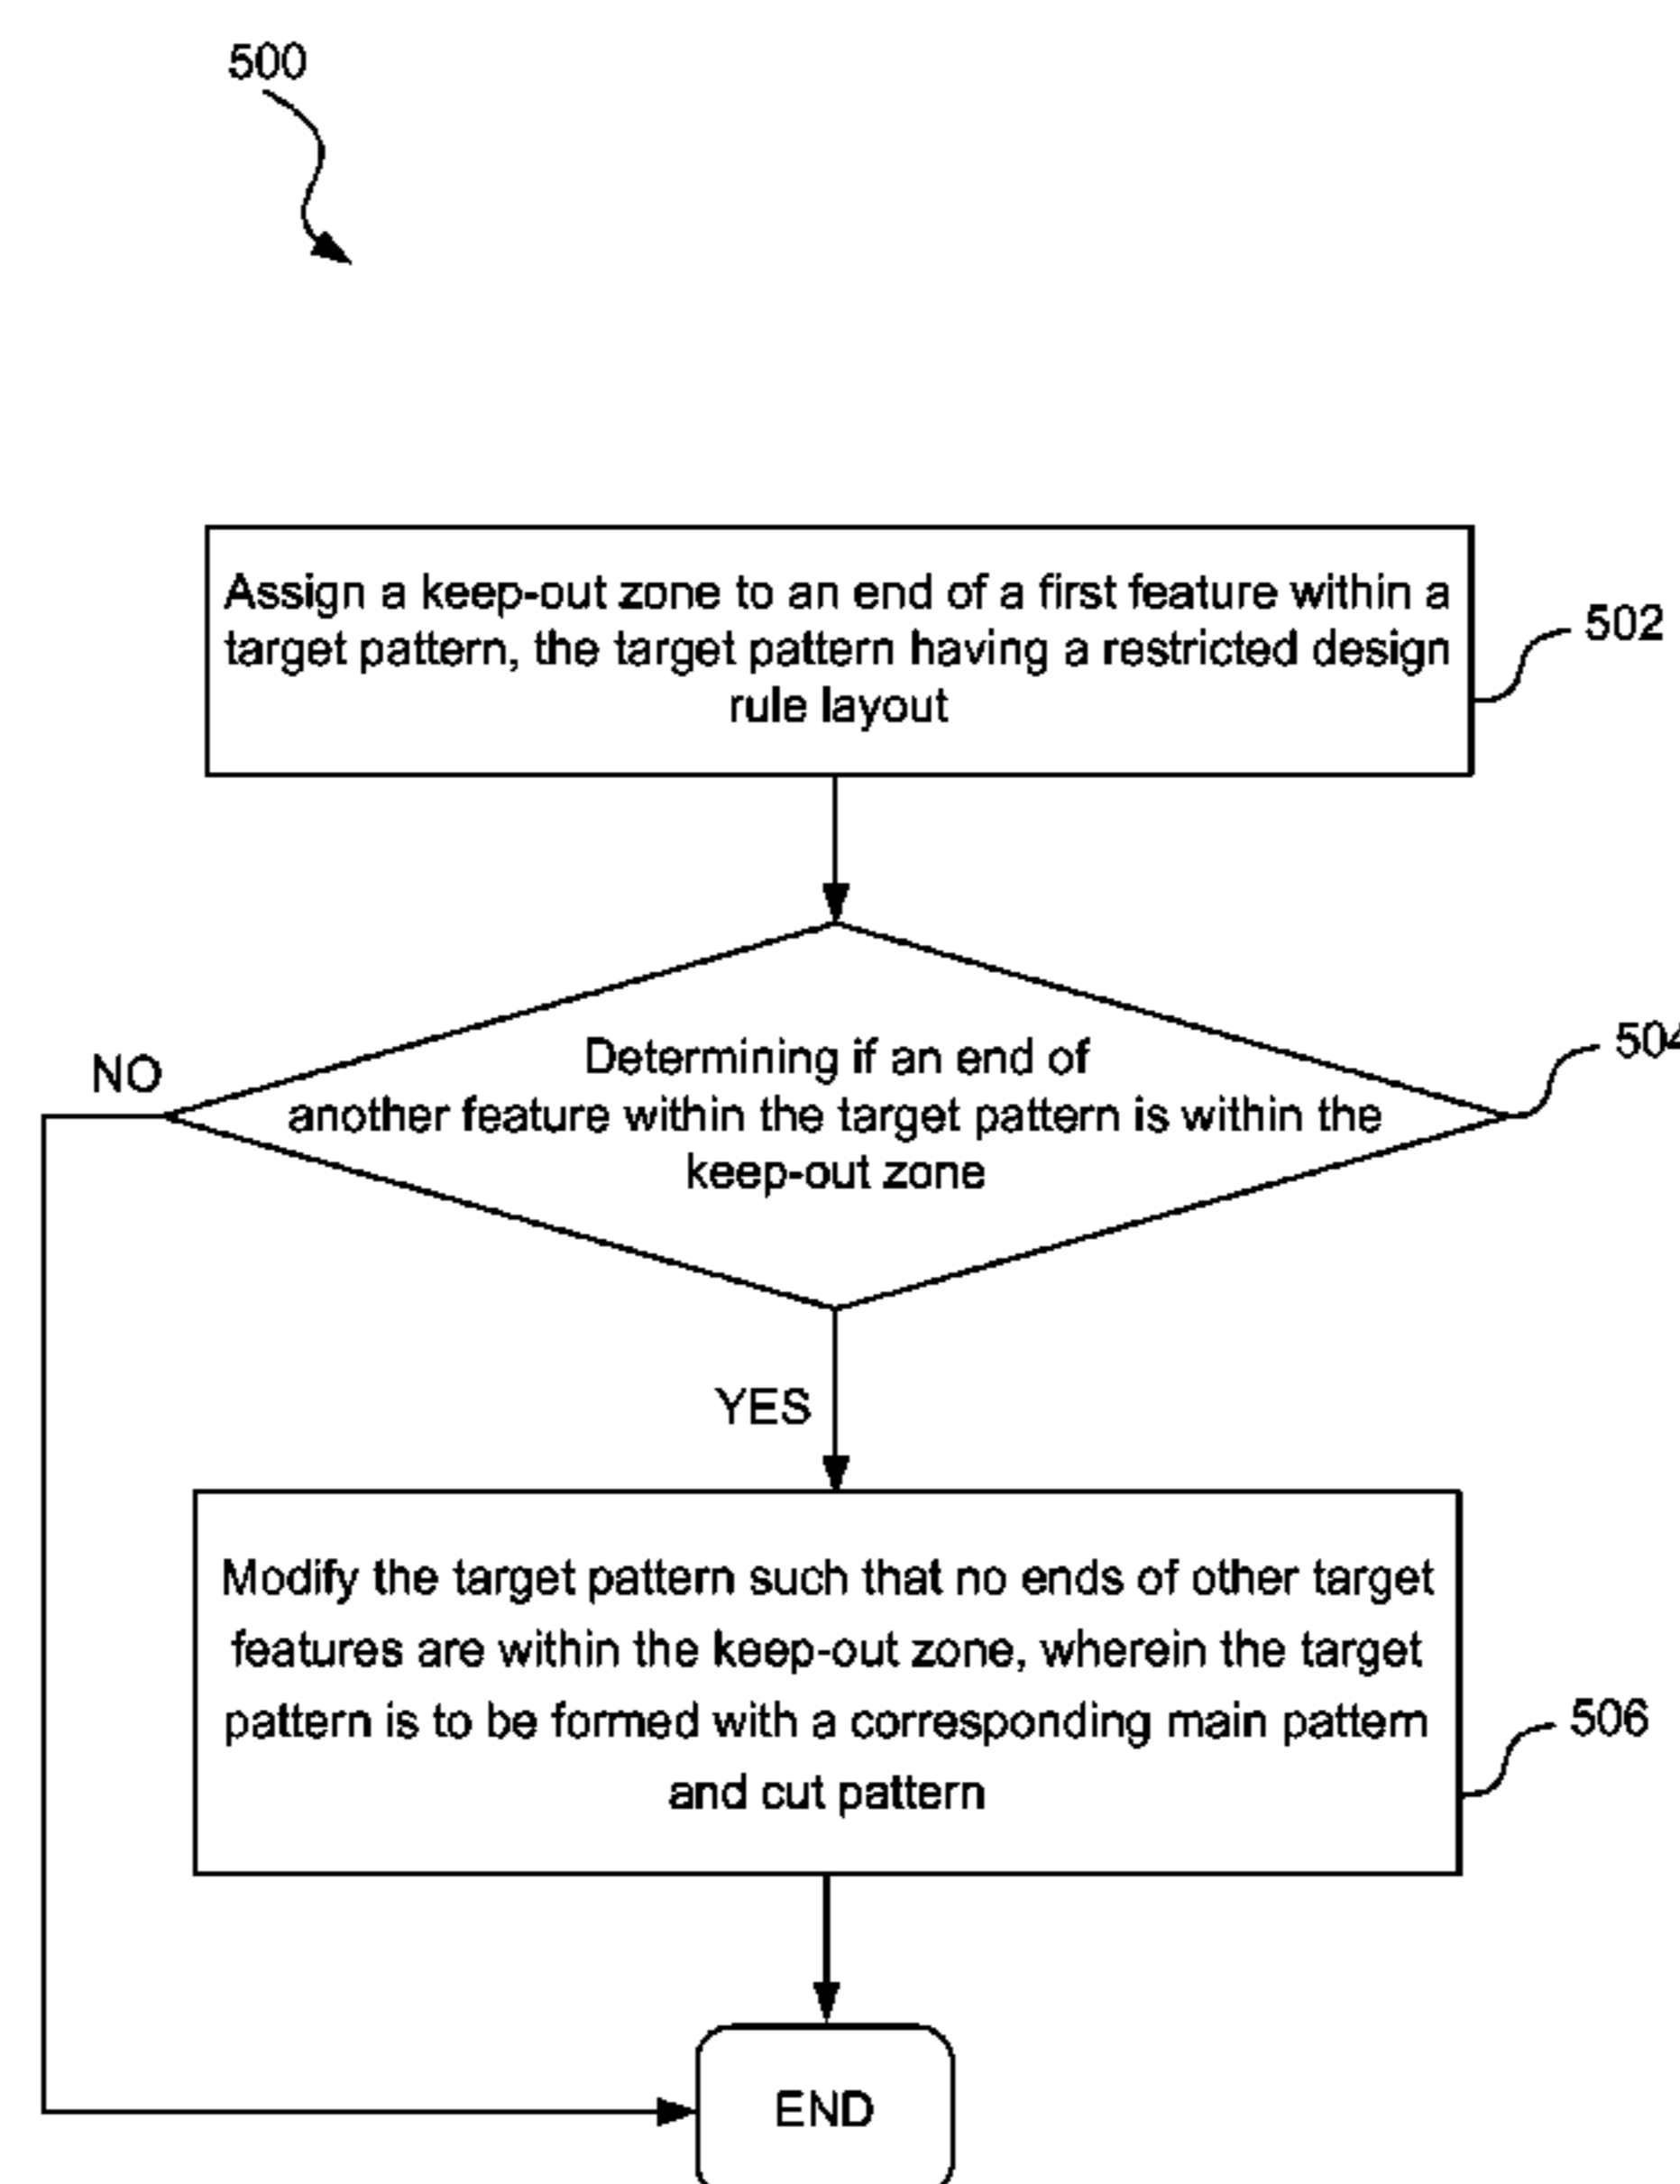 500
Assign a keep-out zone to an end of a first feature within a
target pattern, the target pattern having a restricted design
rule layout
502
Determining if an end of
another feature within the target pattern is within the
keep-out zone
504
NO
YES
Modify the target pattern such that no ends of other target
features are within the keep-out zone, wherein the target
pattern is to be formed with a corresponding main pattern
and cut pattern
506
END